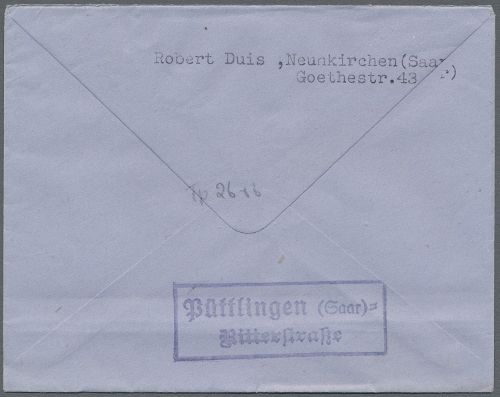 Robert Duis ,Neunkirchen(Saar
Goethestr.43 r)
Püttlingen (Saar)=
Ritterstraße